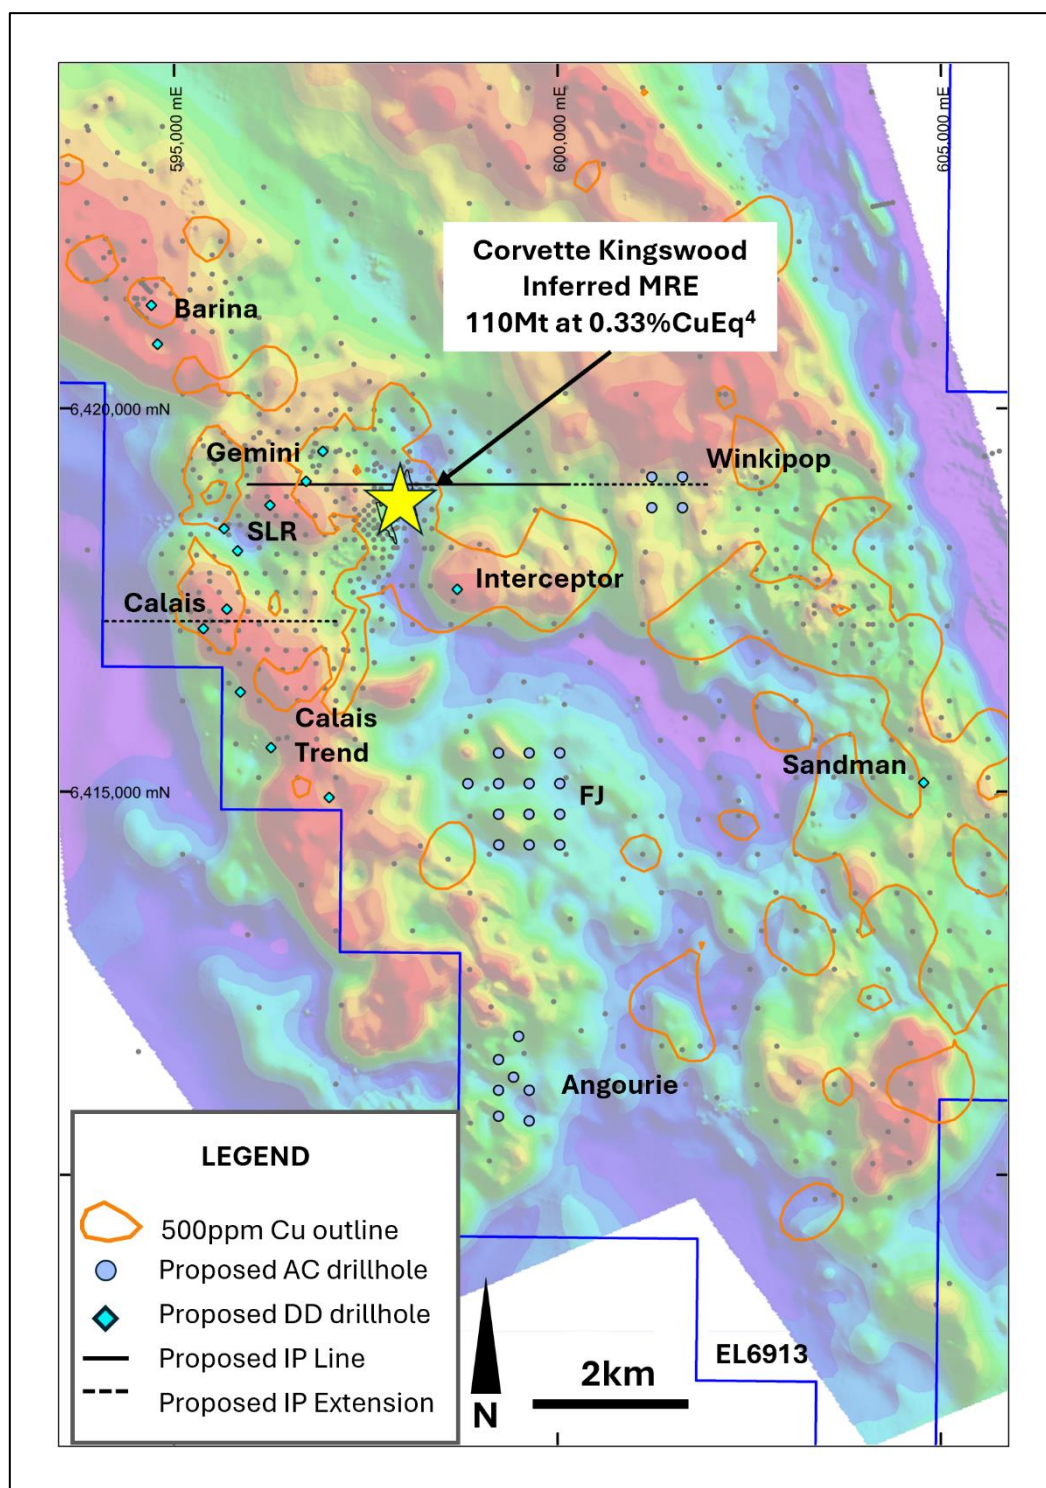 595,000 mE
600,000 mE
605,000 mE
Corvette Kingswood
Inferred MRE
110Mt at 0.33%CuEq⁴
Barina
6,420,000 mN
Gemini
Winkipop
SLR
Interceptor
Calais
Calais
Trend
Sandman
6,415,000 mN
FJ
Angourie
LEGEND
500ppm Cu outline
Proposed AC drillhole
Proposed DD drillhole
Proposed IP Line
Proposed IP Extension
N
2km
EL6913